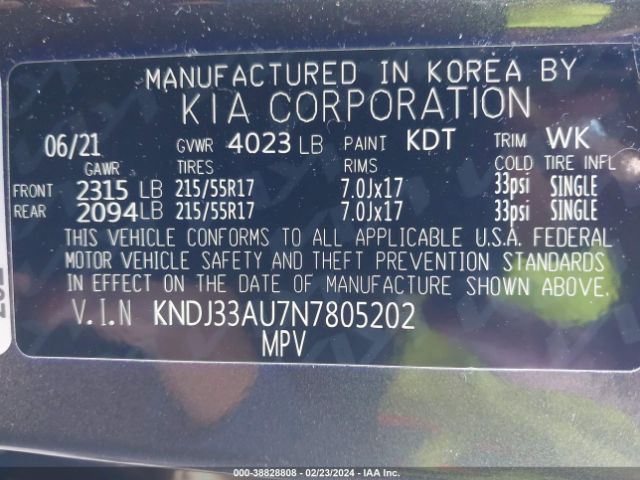 MANUFACTURED IN KOREA BY
KIA CORPORATION
06/21 GVWR 4023 LB PAINT KDT TRIM WK
GAWR TIRES RIMS COLD TIRE INFL
FRONT 2315 LB 215/55R17 7.0Jx17 33psi SINGLE
REAR 2094 LB 215/55R17 7.0Jx17 33psi SINGLE
THIS VEHICLE CONFORMS TO ALL APPLICABLE U.S.A. FEDERAL
MOTOR VEHICLE SAFETY AND THEFT PREVENTION STANDARDS
IN EFFECT ON THE DATE OF MANUFACTURE SHOWN ABOVE.
V.I.N KNDJ33AU7N7805202
MPV
000-38828808 - 02/23/2024 - IAA Inc.